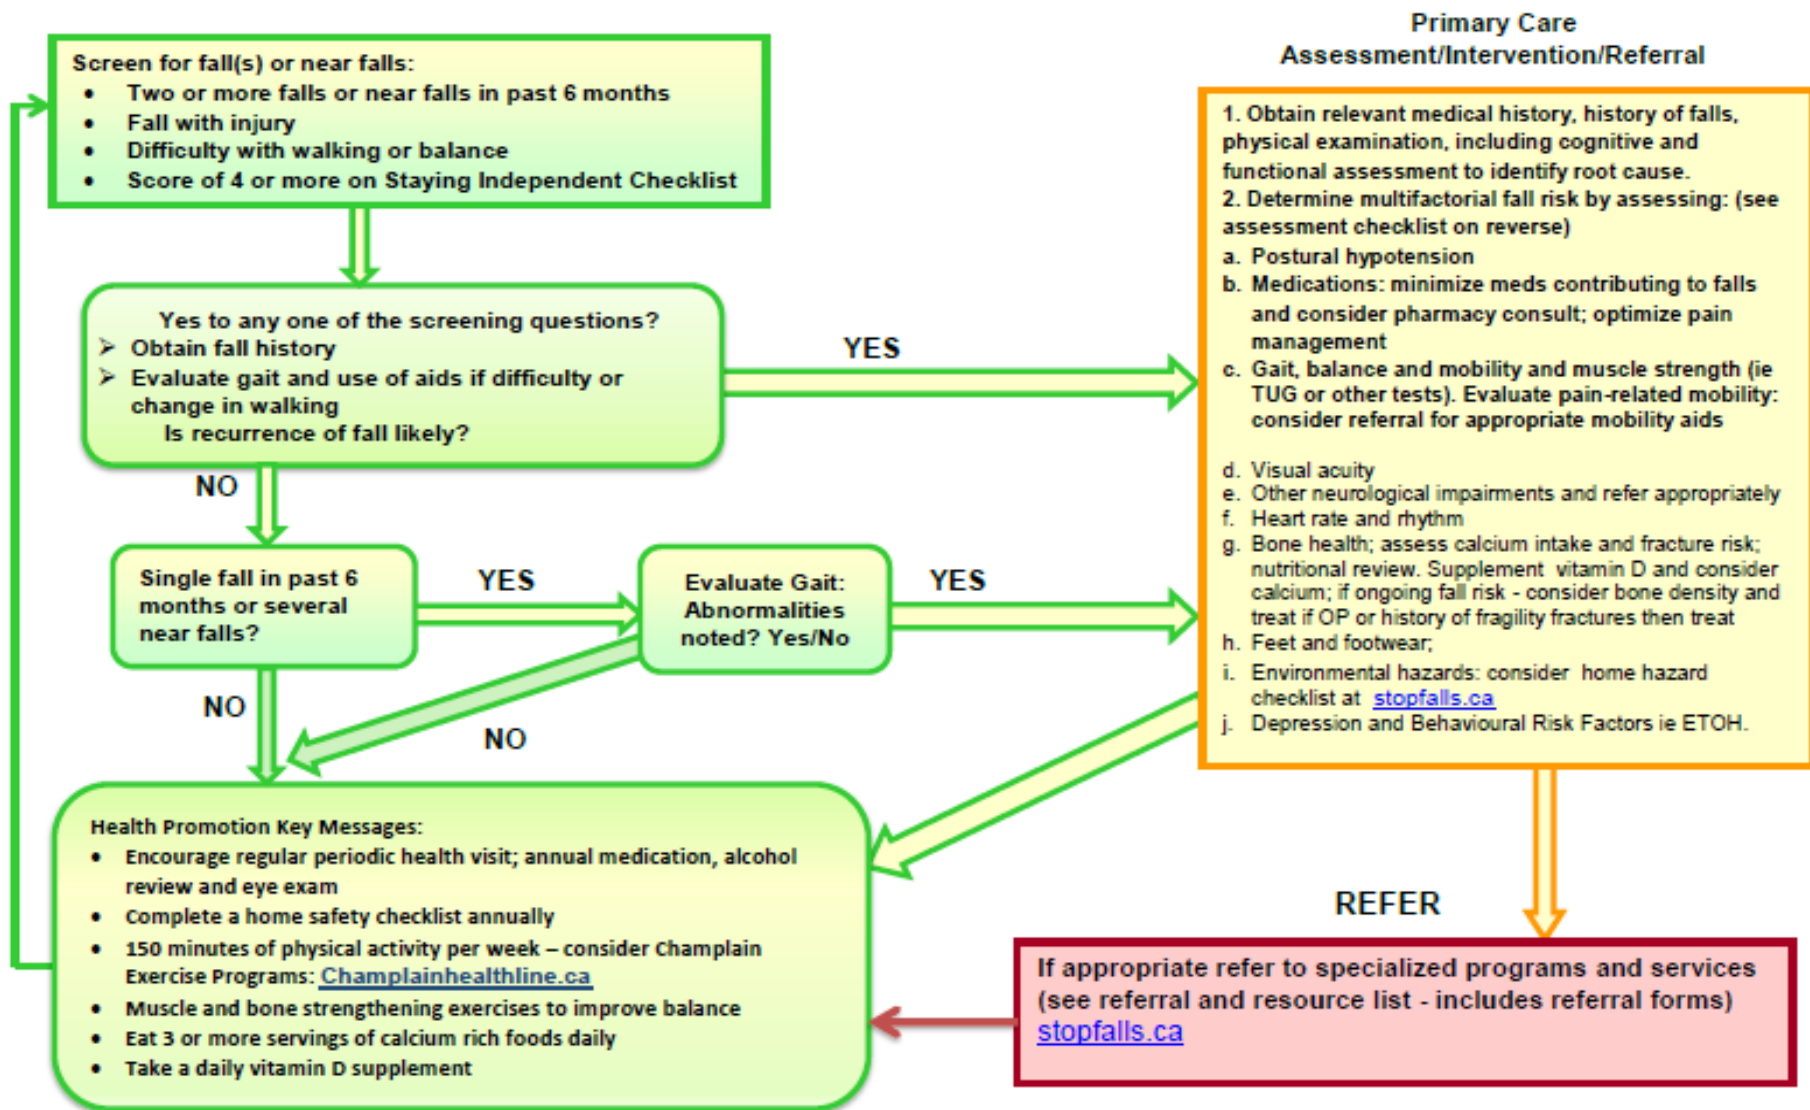 Primary Care
Assessment/Intervention/Referral
Screen for fall(s) or near falls:
• Two or more falls or near falls in past 6 months
• Fall with injury
• Difficulty with walking or balance
• Score of 4 or more on Staying Independent Checklist
Yes to any one of the screening questions?
➢ Obtain fall history
➢ Evaluate gait and use of aids if difficulty or
change in walking
Is recurrence of fall likely?
YES
NO
Single fall in past 6
months or several
near falls?
YES
Evaluate Gait:
Abnormalities
noted? Yes/No
YES
NO
NO
1. Obtain relevant medical history, history of falls,
physical examination, including cognitive and
functional assessment to identify root cause.
2. Determine multifactorial fall risk by assessing: (see
assessment checklist on reverse)
a. Postural hypotension
b. Medications: minimize meds contributing to falls
and consider pharmacy consult; optimize pain
management
c. Gait, balance and mobility and muscle strength (ie
TUG or other tests). Evaluate pain-related mobility:
consider referral for appropriate mobility aids
d. Visual acuity
e. Other neurological impairments and refer appropriately
f. Heart rate and rhythm
g. Bone health; assess calcium intake and fracture risk;
nutritional review. Supplement vitamin D and consider
calcium; if ongoing fall risk - consider bone density and
treat if OP or history of fragility fractures then treat
h. Feet and footwear;
i. Environmental hazards: consider home hazard
checklist at stopfalls.ca
j. Depression and Behavioural Risk Factors ie ETOH.
Health Promotion Key Messages:
• Encourage regular periodic health visit; annual medication, alcohol
review and eye exam
• Complete a home safety checklist annually
• 150 minutes of physical activity per week – consider Champlain
Exercise Programs: Champlainhealthline.ca
• Muscle and bone strengthening exercises to improve balance
• Eat 3 or more servings of calcium rich foods daily
• Take a daily vitamin D supplement
REFER
If appropriate refer to specialized programs and services
(see referral and resource list - includes referral forms)
stopfalls.ca